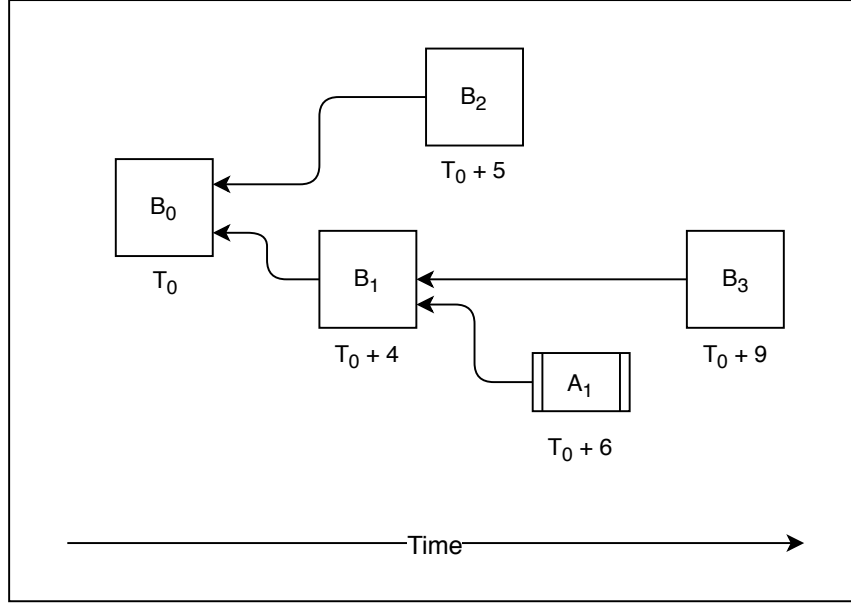 B₂
T₀ + 5
B₀
T₀
B₁
T₀ + 4
B₃
T₀ + 9
A₁
T₀ + 6
Time